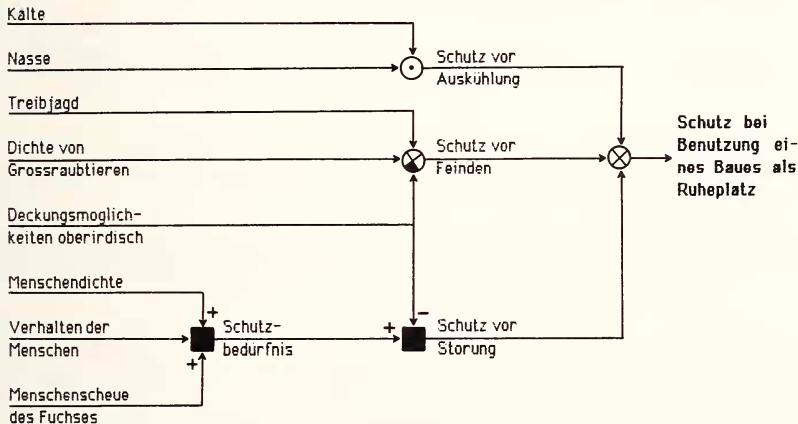 Kälte
Nasse
Schutz vor
Auskühlung
Treibjagd
Dichte von
Grossraubtieren
Schutz vor
Feinden
Schutz bei
Benutzung ei-
nes Baues als
Ruheplatz
Deckungsmoglich-
keiten oberirdisch
Menschendichte
+
Verhalten der
Menschen
+
Schutz-
bedürfnis
+
-
Schutz vor
Storung
Menschenscheue
des Fuchses